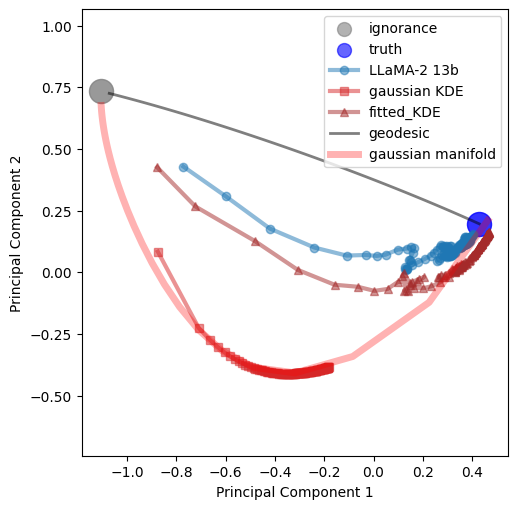 ignorance
truth
LLaMA-2 13b
gaussian KDE
fitted_KDE
geodesic
gaussian manifold
1.00
0.75
0.50
0.25
0.00
−0.25
−0.50
Principal Component 2
−1.0
−0.8
−0.6
−0.4
−0.2
0.0
0.2
0.4
Principal Component 1